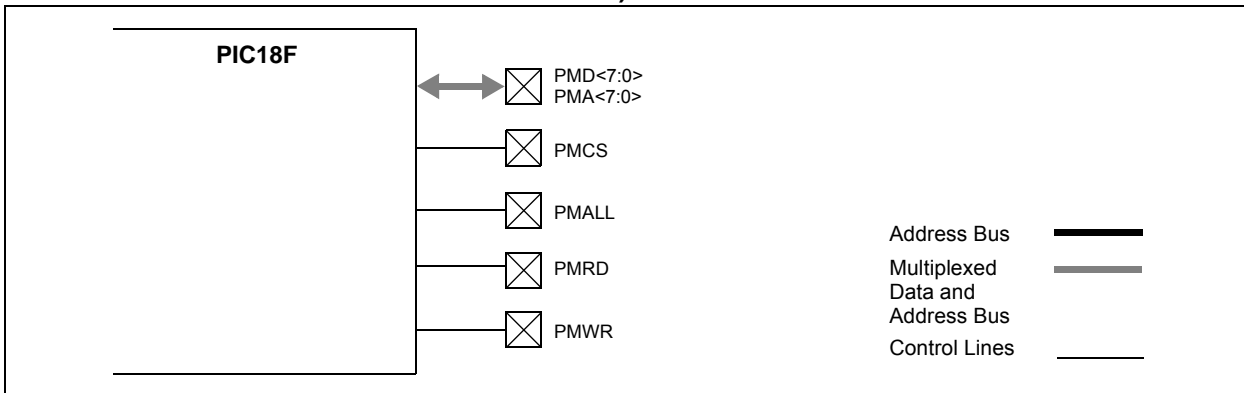 PIC18F
PMD<7:0>
PMA<7:0>
PMCS
PMALL
PMRD
PMWR
Address Bus
Multiplexed
Data and
Address Bus
Control Lines